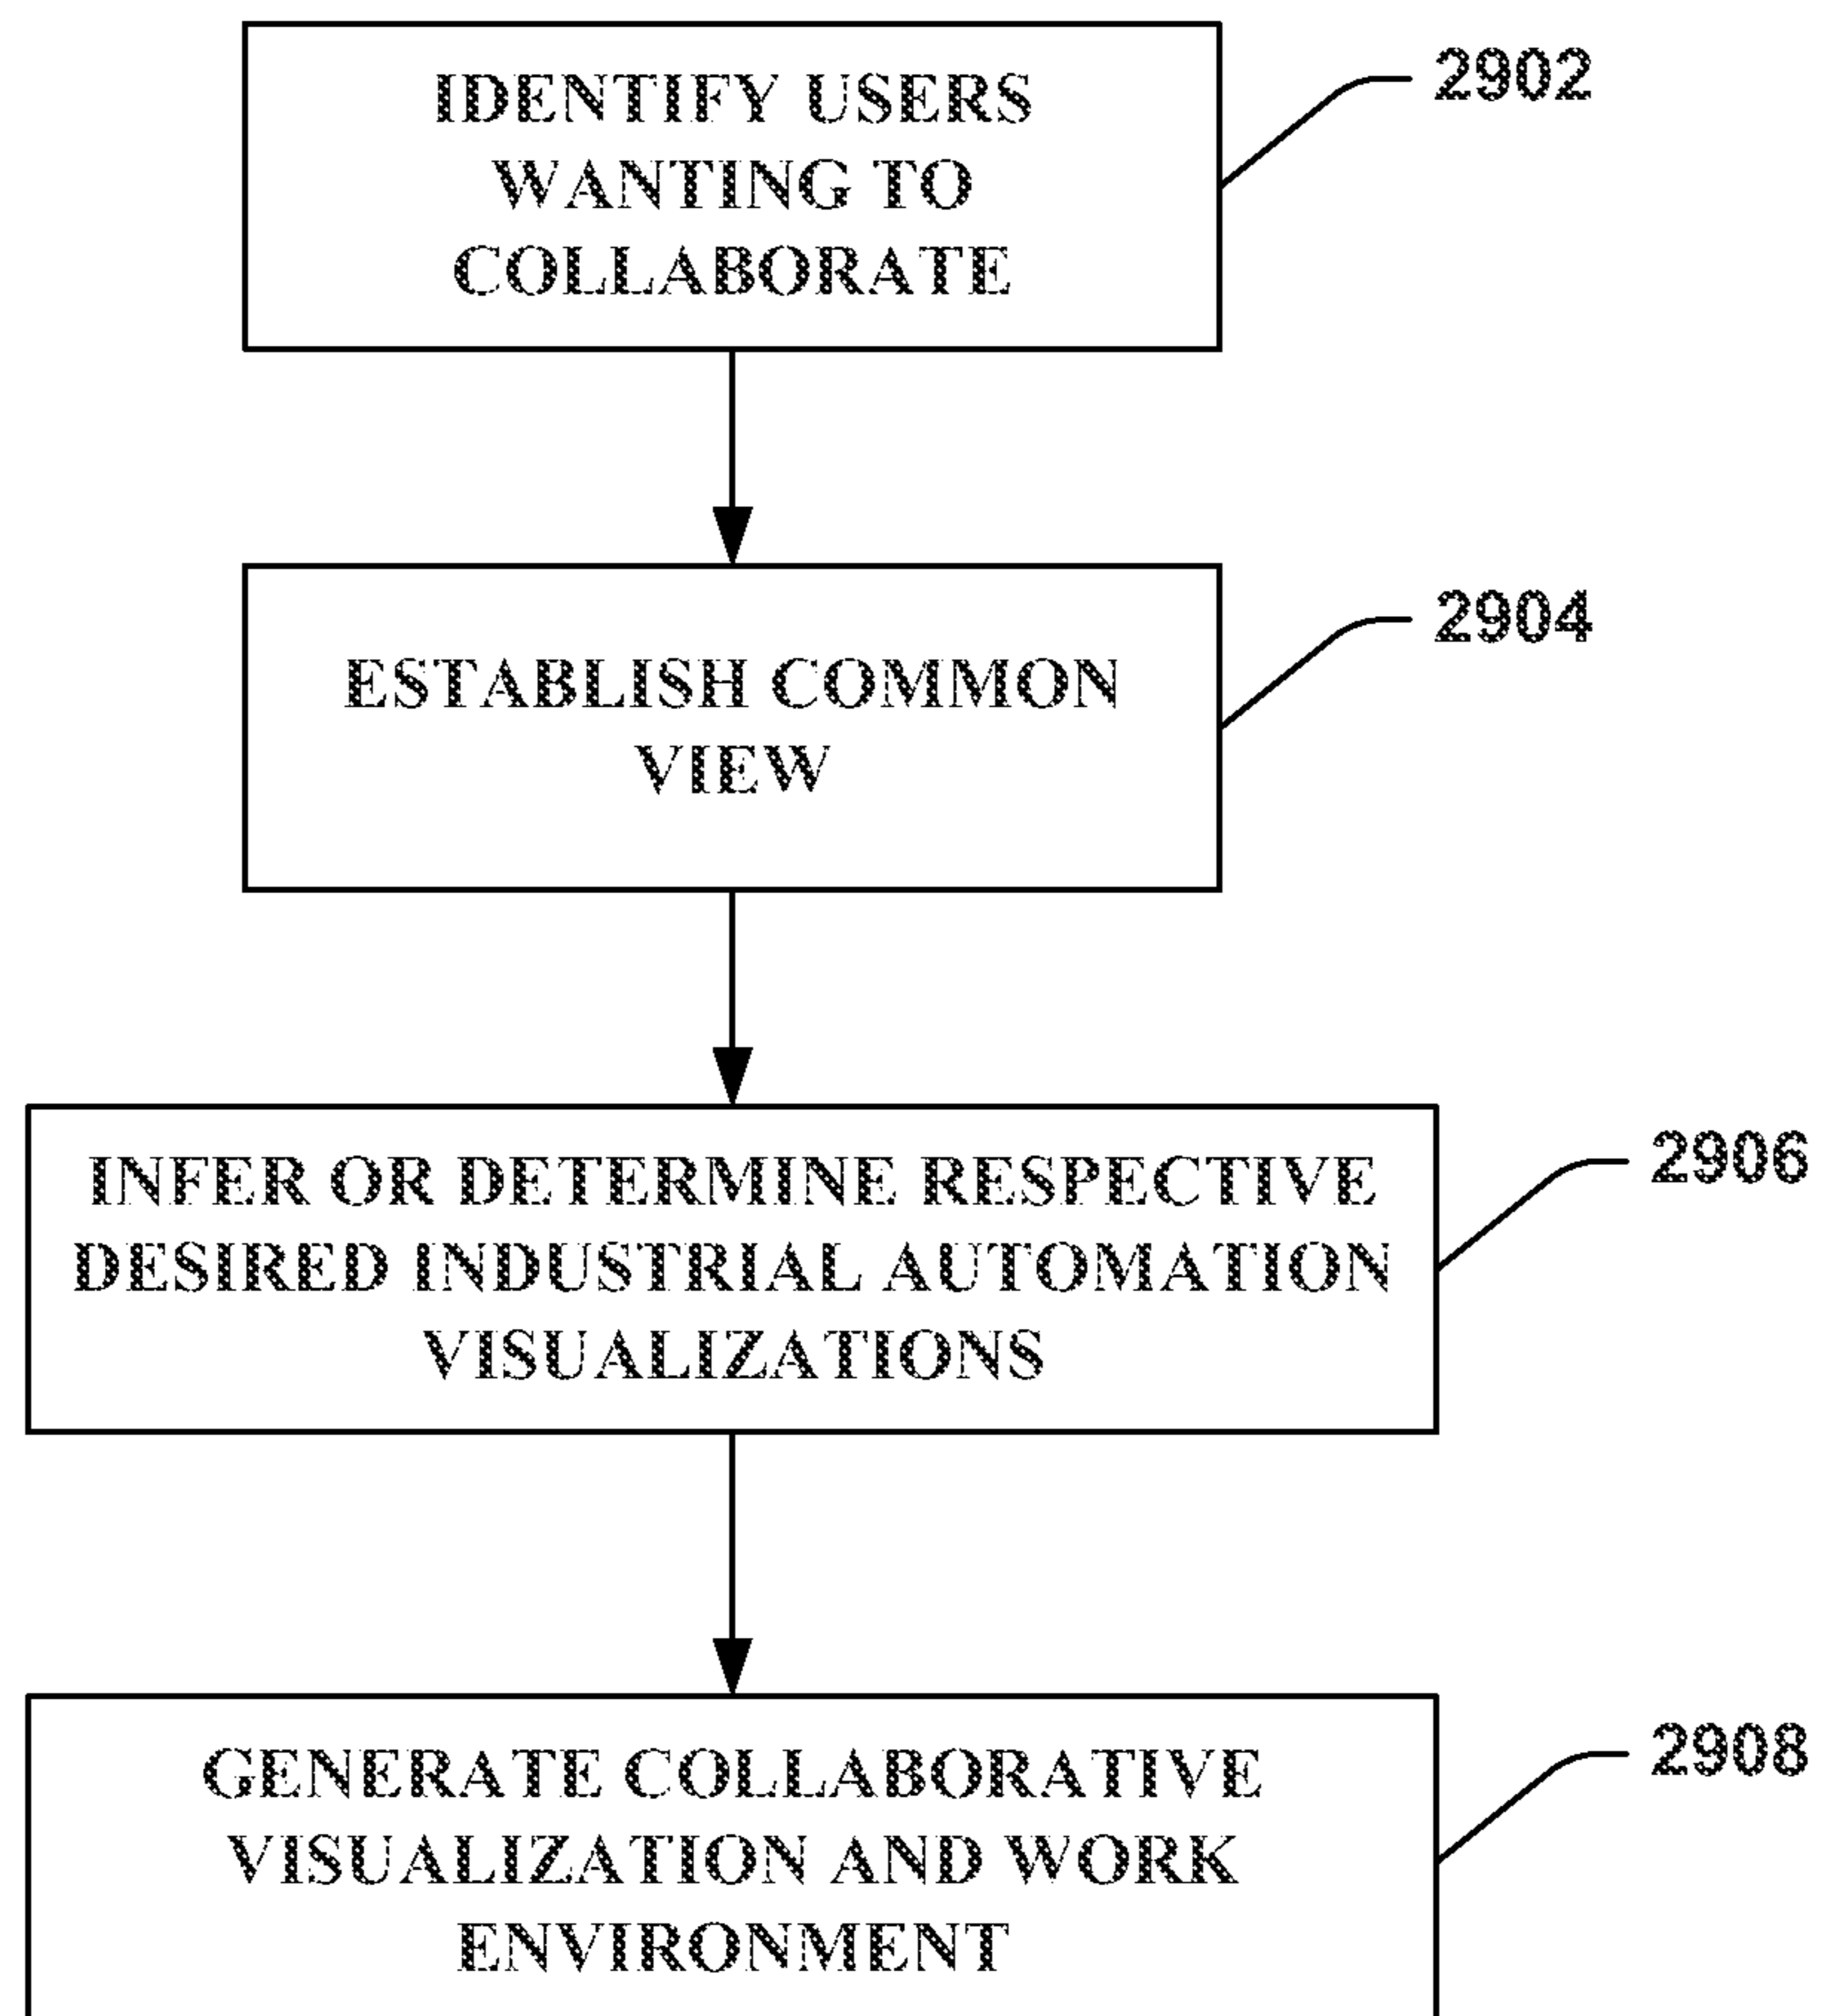 IDENTIFY USERS
WANTING TO
COLLABORATE
2902
ESTABLISH COMMON
VIEW
2904
INFER OR DETERMINE RESPECTIVE
DESIRED INDUSTRIAL AUTOMATION
VISUALIZATIONS
2906
GENERATE COLLABORATIVE
VISUALIZATION AND WORK
ENVIRONMENT
2908